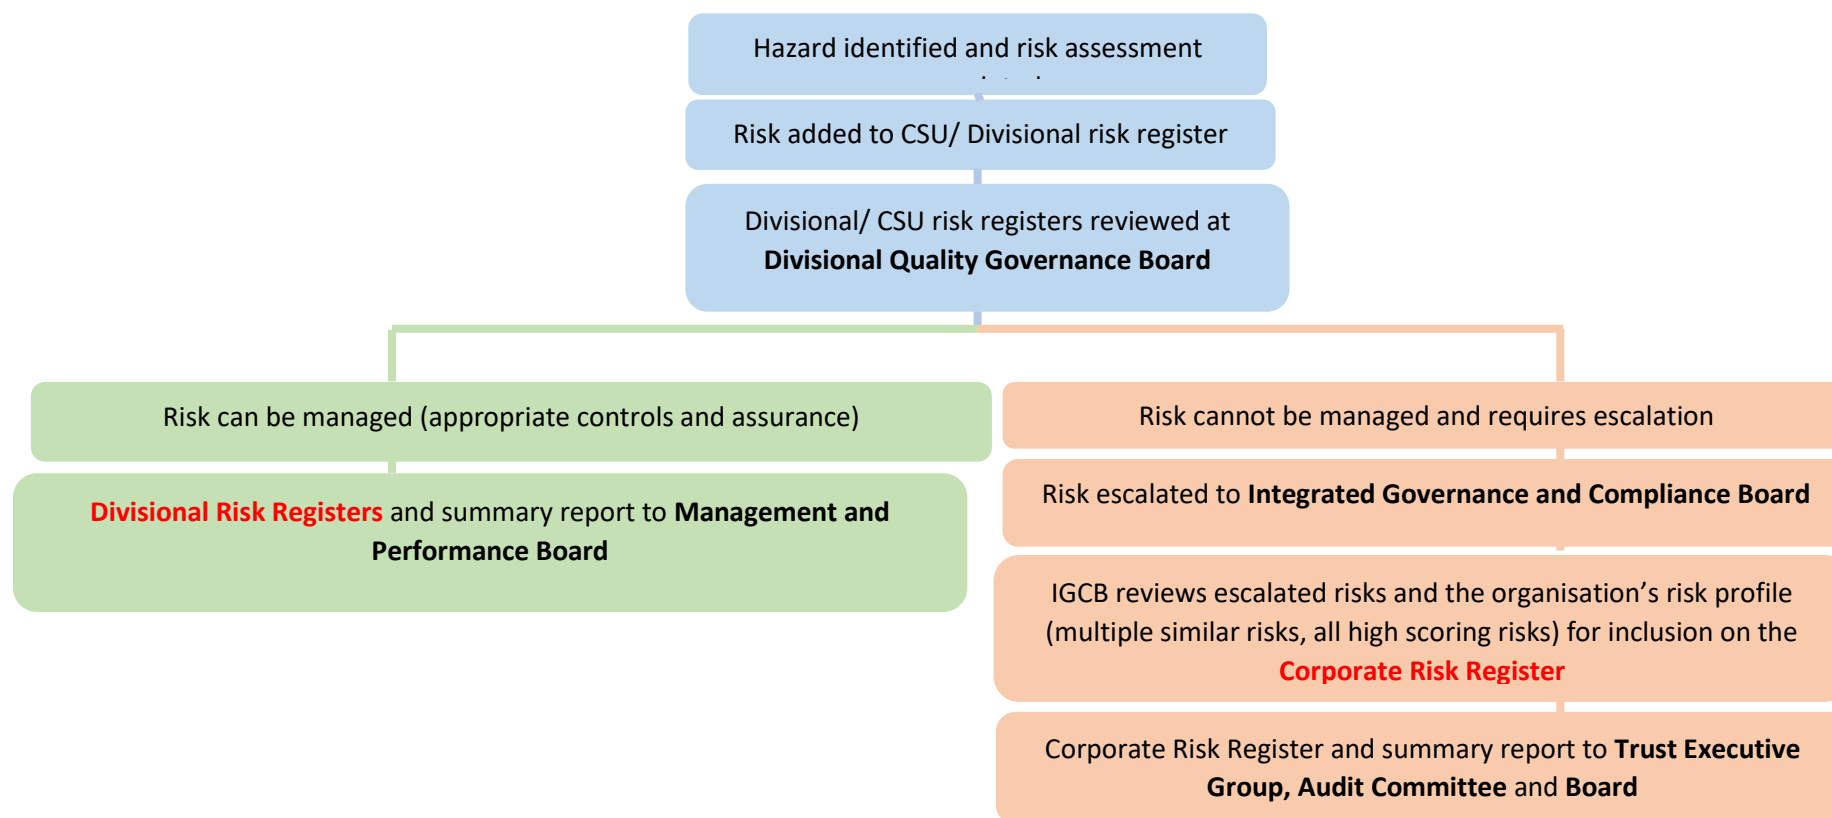 Hazard identified and risk assessment
Risk added to CSU/ Divisional risk register
Divisional/ CSU risk registers reviewed at
Divisional Quality Governance Board
Risk can be managed (appropriate controls and assurance)
Divisional Risk Registers and summary report to Management and
Performance Board
Risk cannot be managed and requires escalation
Risk escalated to Integrated Governance and Compliance Board
IGCB reviews escalated risks and the organisation’s risk profile
(multiple similar risks, all high scoring risks) for inclusion on the
Corporate Risk Register
Corporate Risk Register and summary report to Trust Executive
Group, Audit Committee and Board